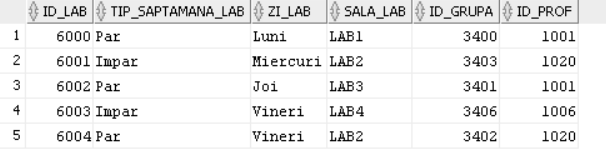 ID_LAB TIP_SAPTAMANA_LAB ZI_LAB SALA_LAB ID_GRUPA ID_PROF
1 6000 Par Luni LAB1 3400 1001
2 6001 Impar Miercuri LAB2 3403 1020
3 6002 Par Joi LAB3 3401 1001
4 6003 Impar Vineri LAB4 3406 1006
5 6004 Par Vineri LAB2 3402 1020